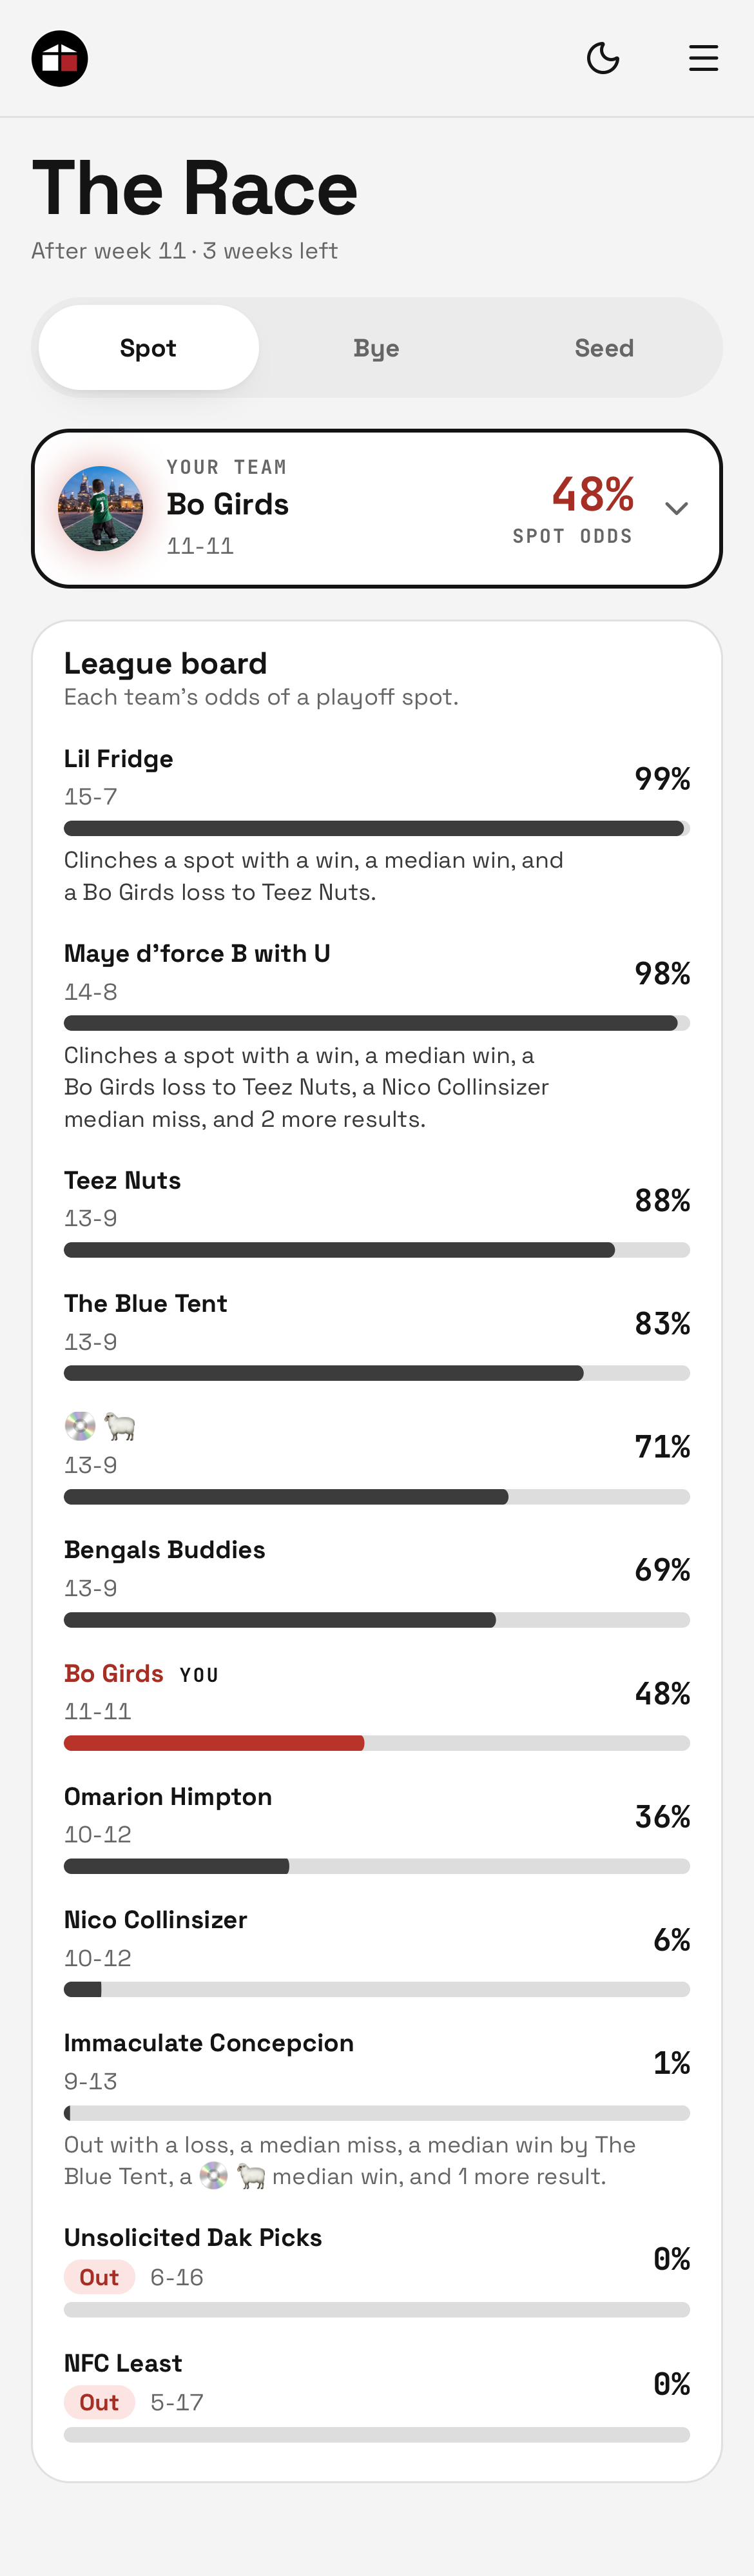 The Race
After week 11 · 3 weeks left
Spot
Bye
Seed
YOUR TEAM
Bo Girds
11-11
48%
SPOT ODDS
League board
Each team's odds of a playoff spot.
Lil Fridge
15-7
99%
Clinches a spot with a win, a median win, and
a Bo Girds loss to Teez Nuts.
Maye d'force B with U
14-8
98%
Clinches a spot with a win, a median win, a
Bo Girds loss to Teez Nuts, a Nico Collinsizer
median miss, and 2 more results.
Teez Nuts
13-9
88%
The Blue Tent
13-9
83%
💿 🐑
13-9
71%
Bengals Buddies
13-9
69%
Bo Girds YOU
11-11
48%
Omarion Himpton
10-12
36%
Nico Collinsizer
10-12
6%
Immaculate Concepcion
9-13
1%
Out with a loss, a median miss, a median win by The
Blue Tent, a 💿 🐑 median win, and 1 more result.
Unsolicited Dak Picks
Out 6-16
0%
NFC Least
Out 5-17
0%